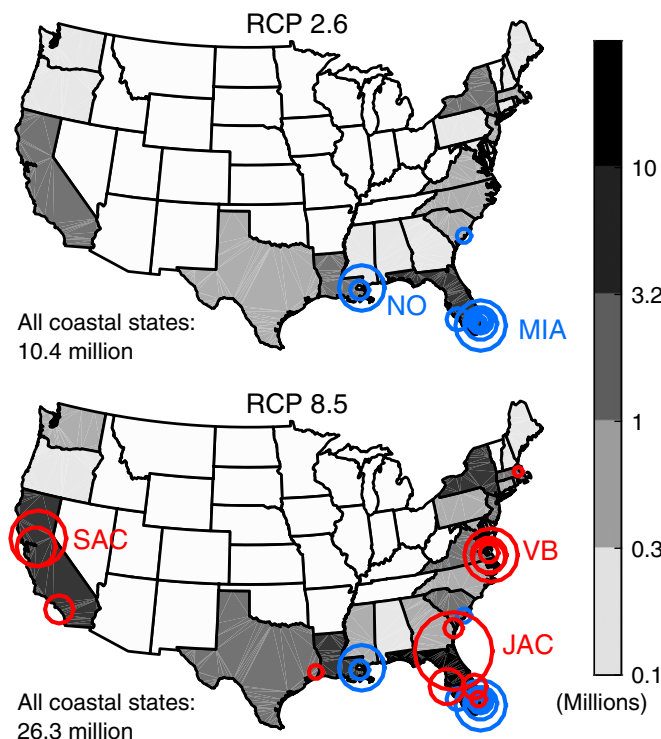 RCP 2.6
NO
MIA
All coastal states:
10.4 million
RCP 8.5
SAC
VB
JAC
All coastal states:
26.3 million
10
3.2
1
0.3
0.1
(Millions)